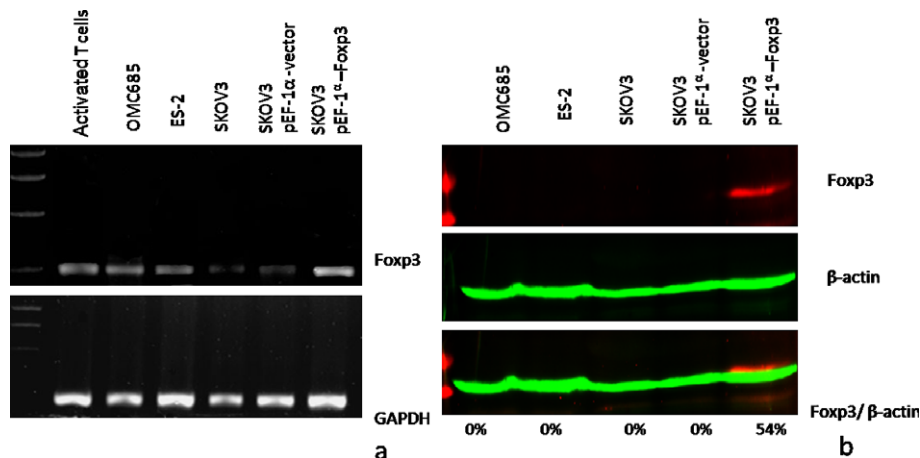 Activated T cells
OMC685
ES-2
SKOV3
SKOV3
pEF-1α-vector
SKOV3
pEF-1α–Foxp3
Foxp3
GAPDH
a
OMC685
ES-2
SKOV3
SKOV3
pEF-1α-vector
SKOV3
pEF-1α–Foxp3
Foxp3
β-actin
Foxp3/ β-actin
0%
0%
0%
0%
54%
b